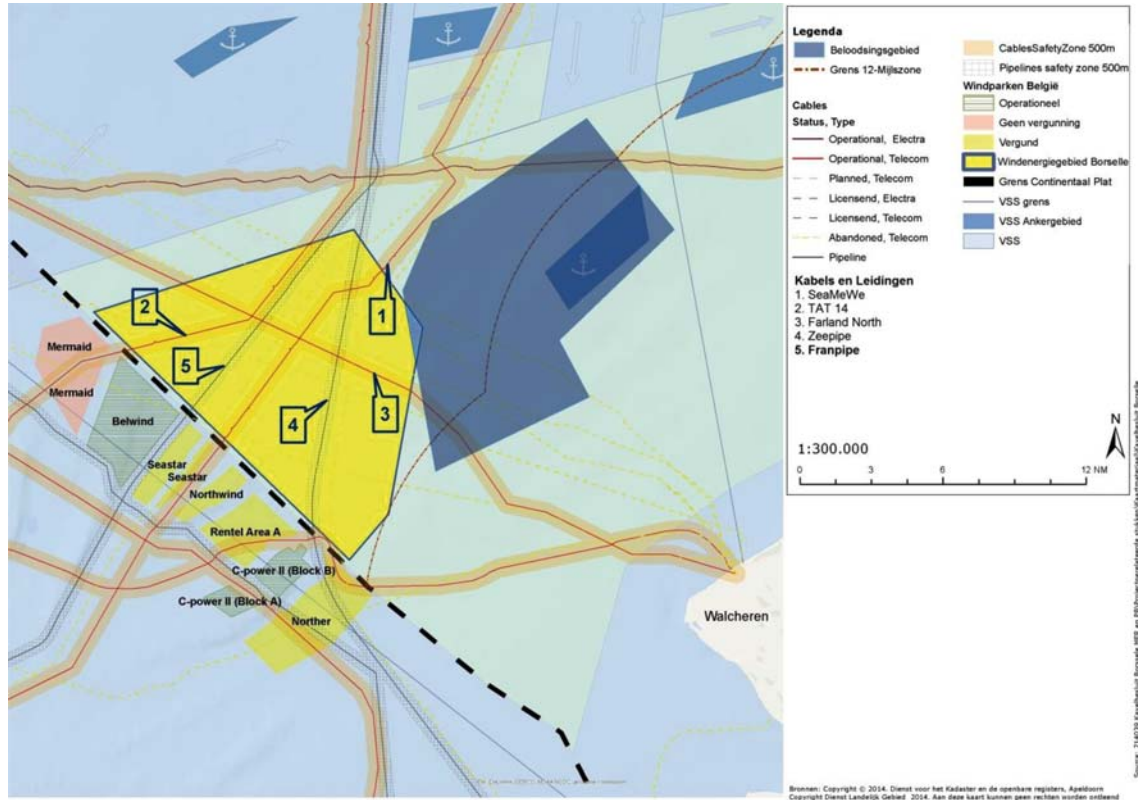 1
2
5
3
4
Mermaid
Mermaid
Belwind
Seastar
Seastar
Northwind
Rentel Area A
C-power II (Block B)
C-power II (Block A)
Norther
Walcheren
Legenda
Beloodsingsgebied
Grens 12-Mijlszone
Cables
Status, Type
Operational, Electra
Operational, Telecom
Planned, Telecom
Licensend, Electra
Licensend, Telecom
Abandoned, Telecom
Pipeline
Kabels en Leidingen
1. SeaMeWe
2. TAT 14
3. Farland North
4. Zeepipe
5. Franpipe
CablesSafetyZone 500m
Pipelines safety zone 500m
Windparken België
Operationeel
Geen vergunning
Vergund
Windenergiegebied Borselle
Grens Continentaal Plat
VSS grens
VSS Ankergebied
VSS
N
1:300.000
0 3 6 12 NM
Bronnen: Copyright © 2014. Dienst voor het Kadaster en de openbare registers, Apeldoorn
Copyright Dienst Landelijk Gebied 2014. Aan deze kaart kunnen geen rechten worden ontleend